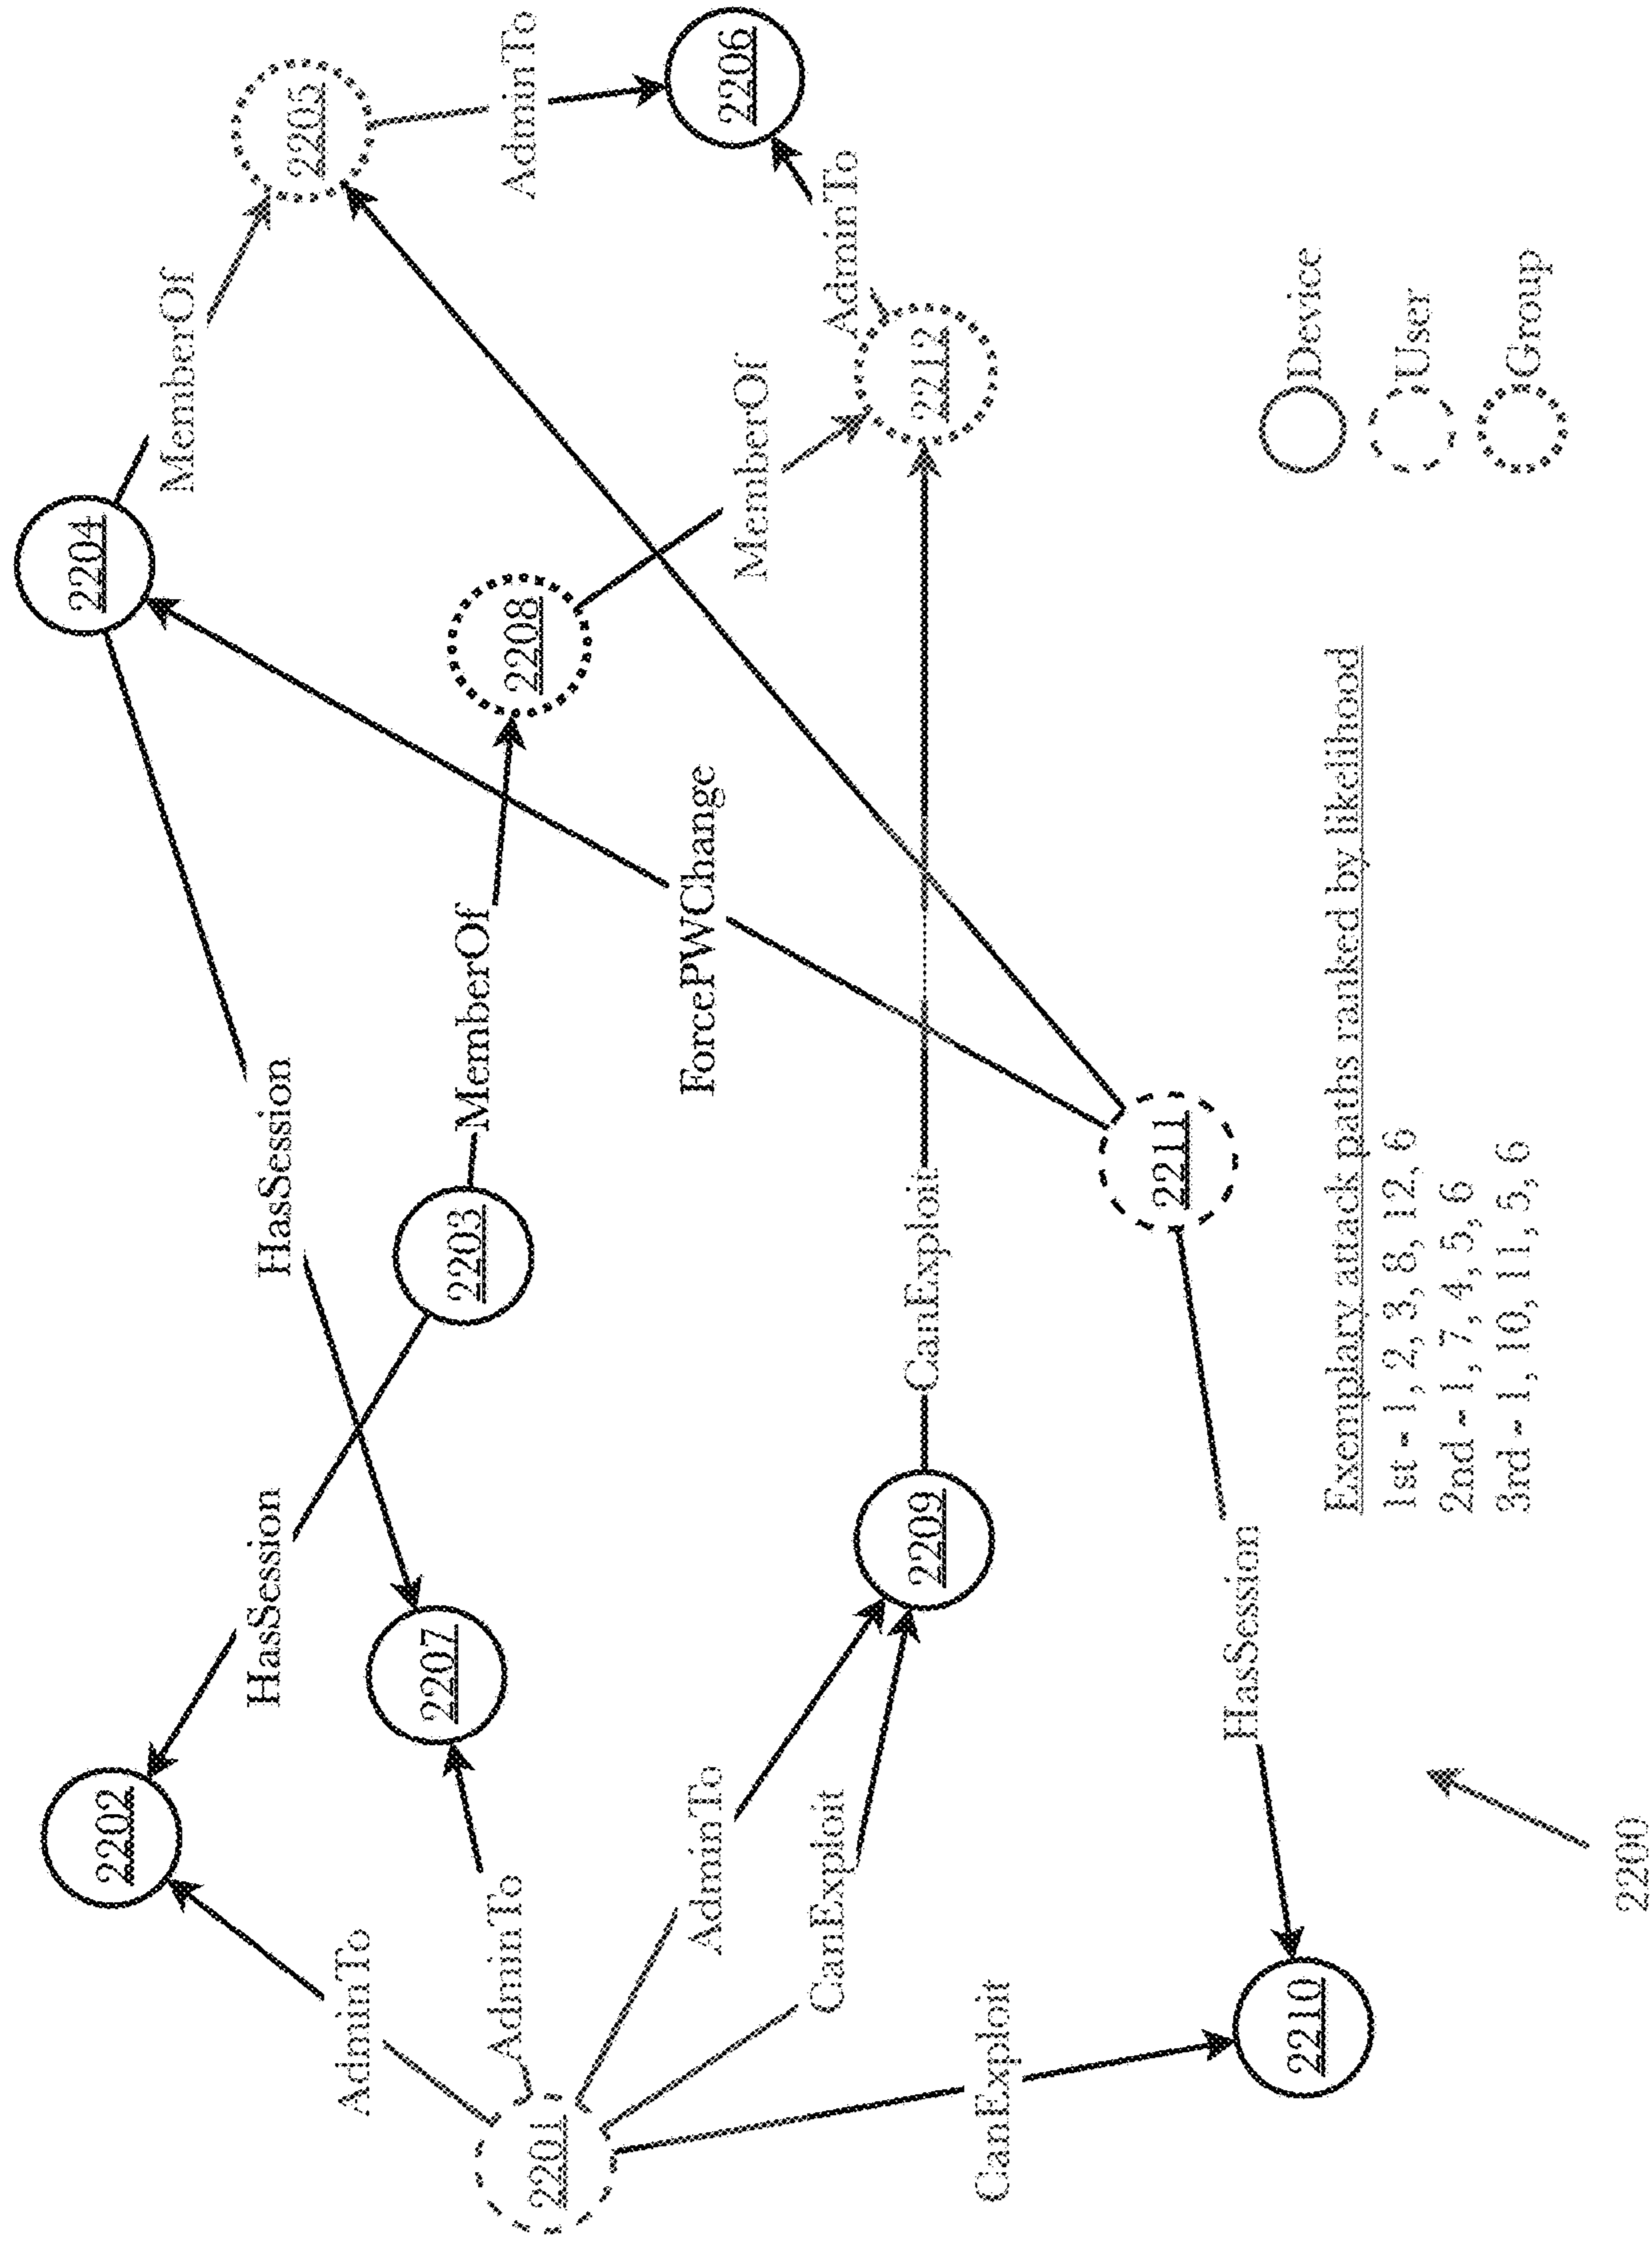 2202
2204
AdminTo
HasSession
HasSession
MemberOf
2205
2207
2203
MemberOf
2208
AdminTo
2201
AdminTo
ForcePWChange
MemberOf
2206
AdminTo
CanExploit
2209
CanExploit
2212
AdminTo
CanExploit
2210
HasSession
2211
Device
User
Group
Exemplary attack paths ranked by likelihood
1st - 1, 2, 3, 8, 12, 6
2nd - 1, 7, 4, 5, 6
3rd - 1, 10, 11, 5, 6
2200